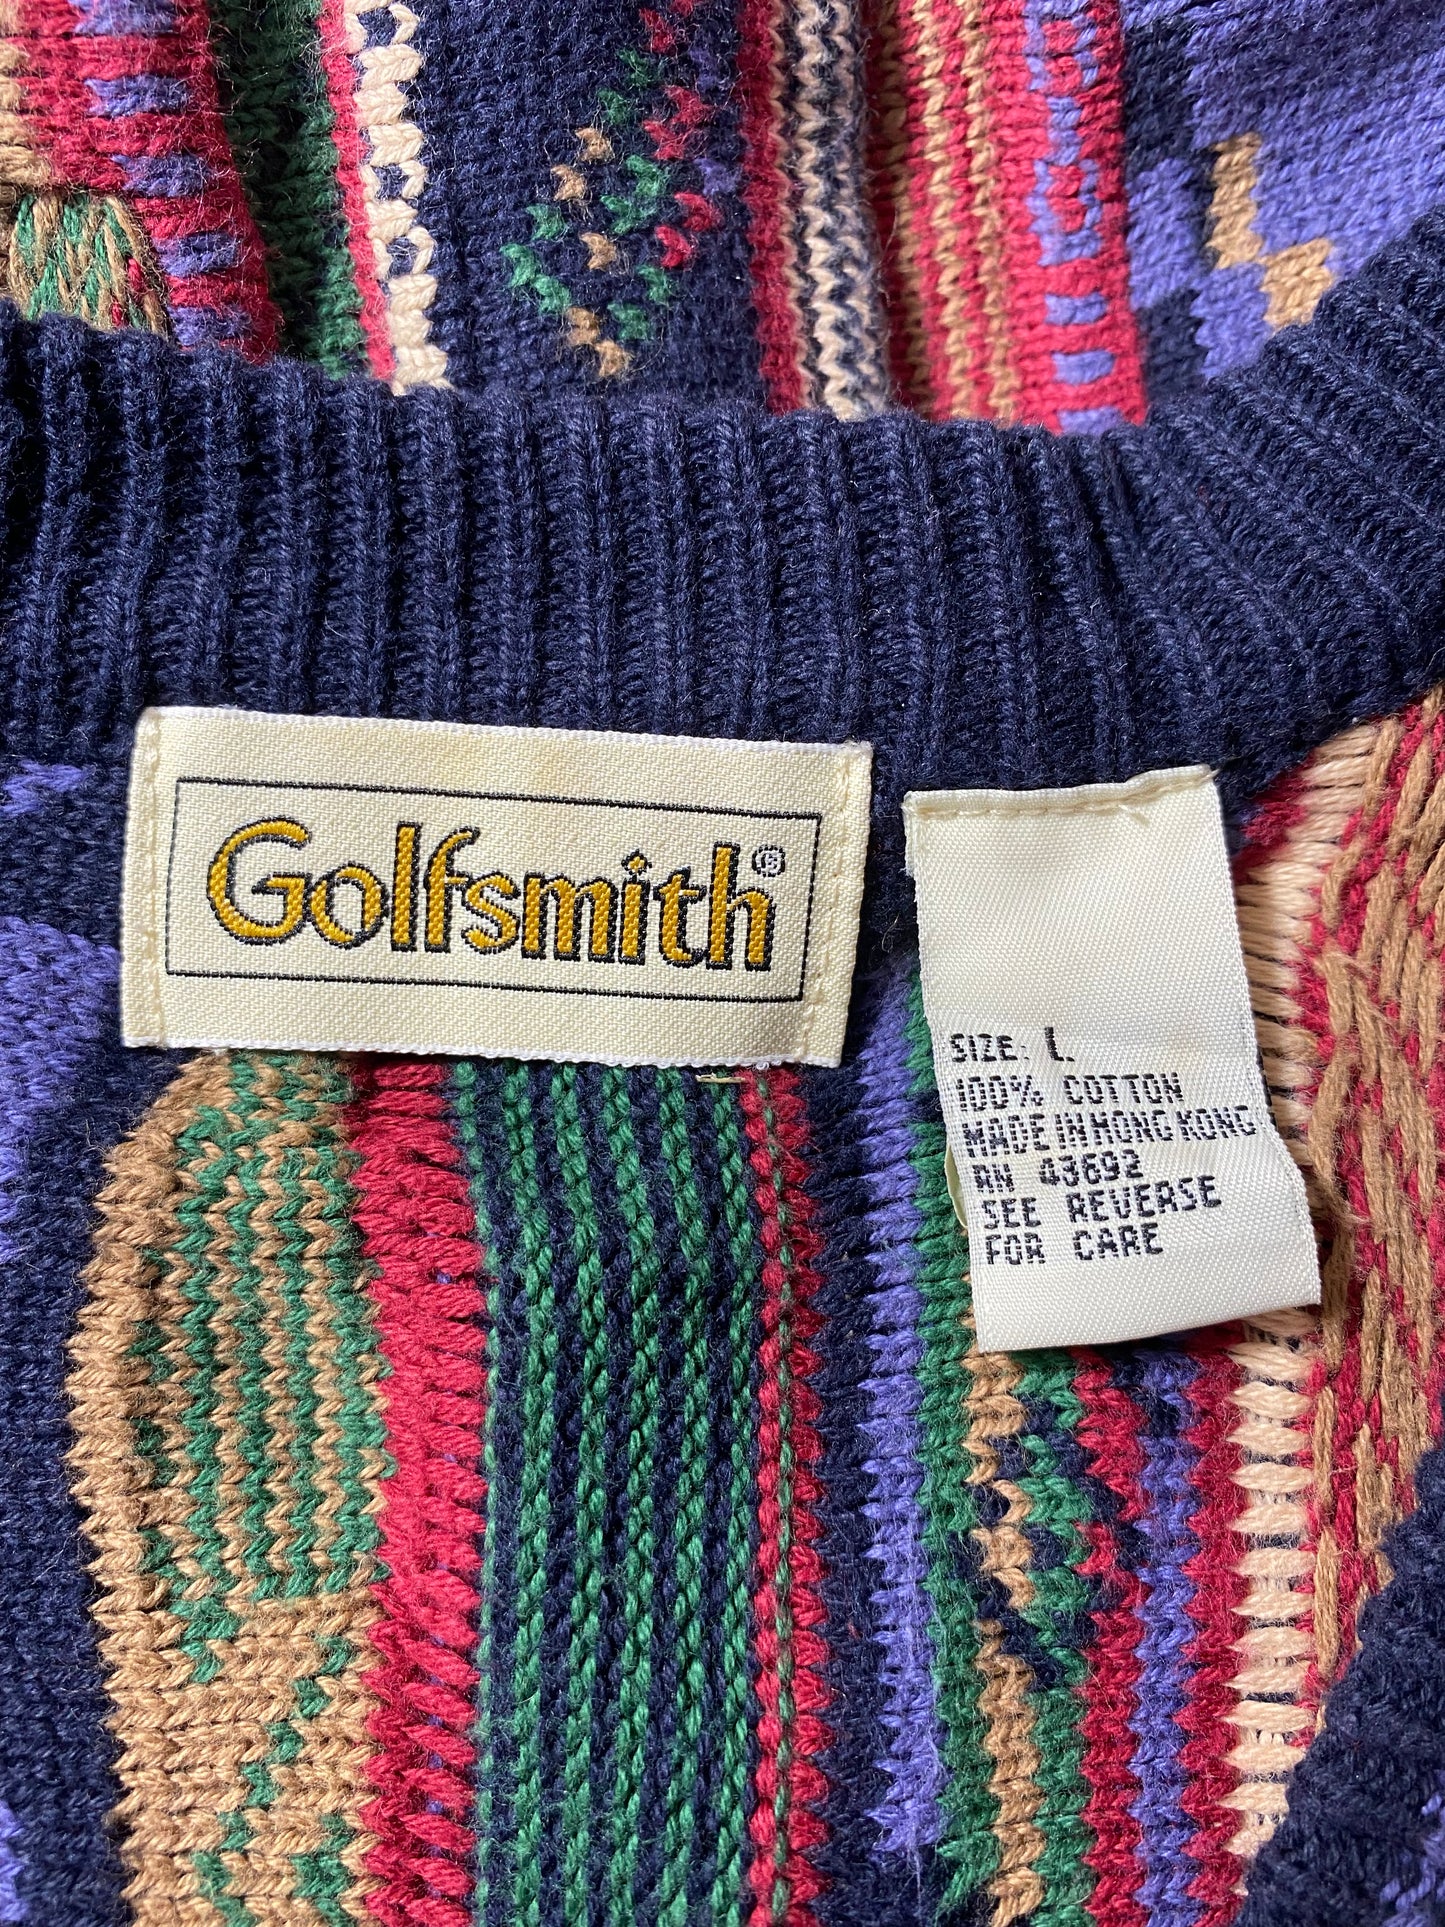 Golfsmith®
SIZE: L
100% COTTON
MADE IN HONG KONG
RN 43692
SEE REVERSE
FOR CARE